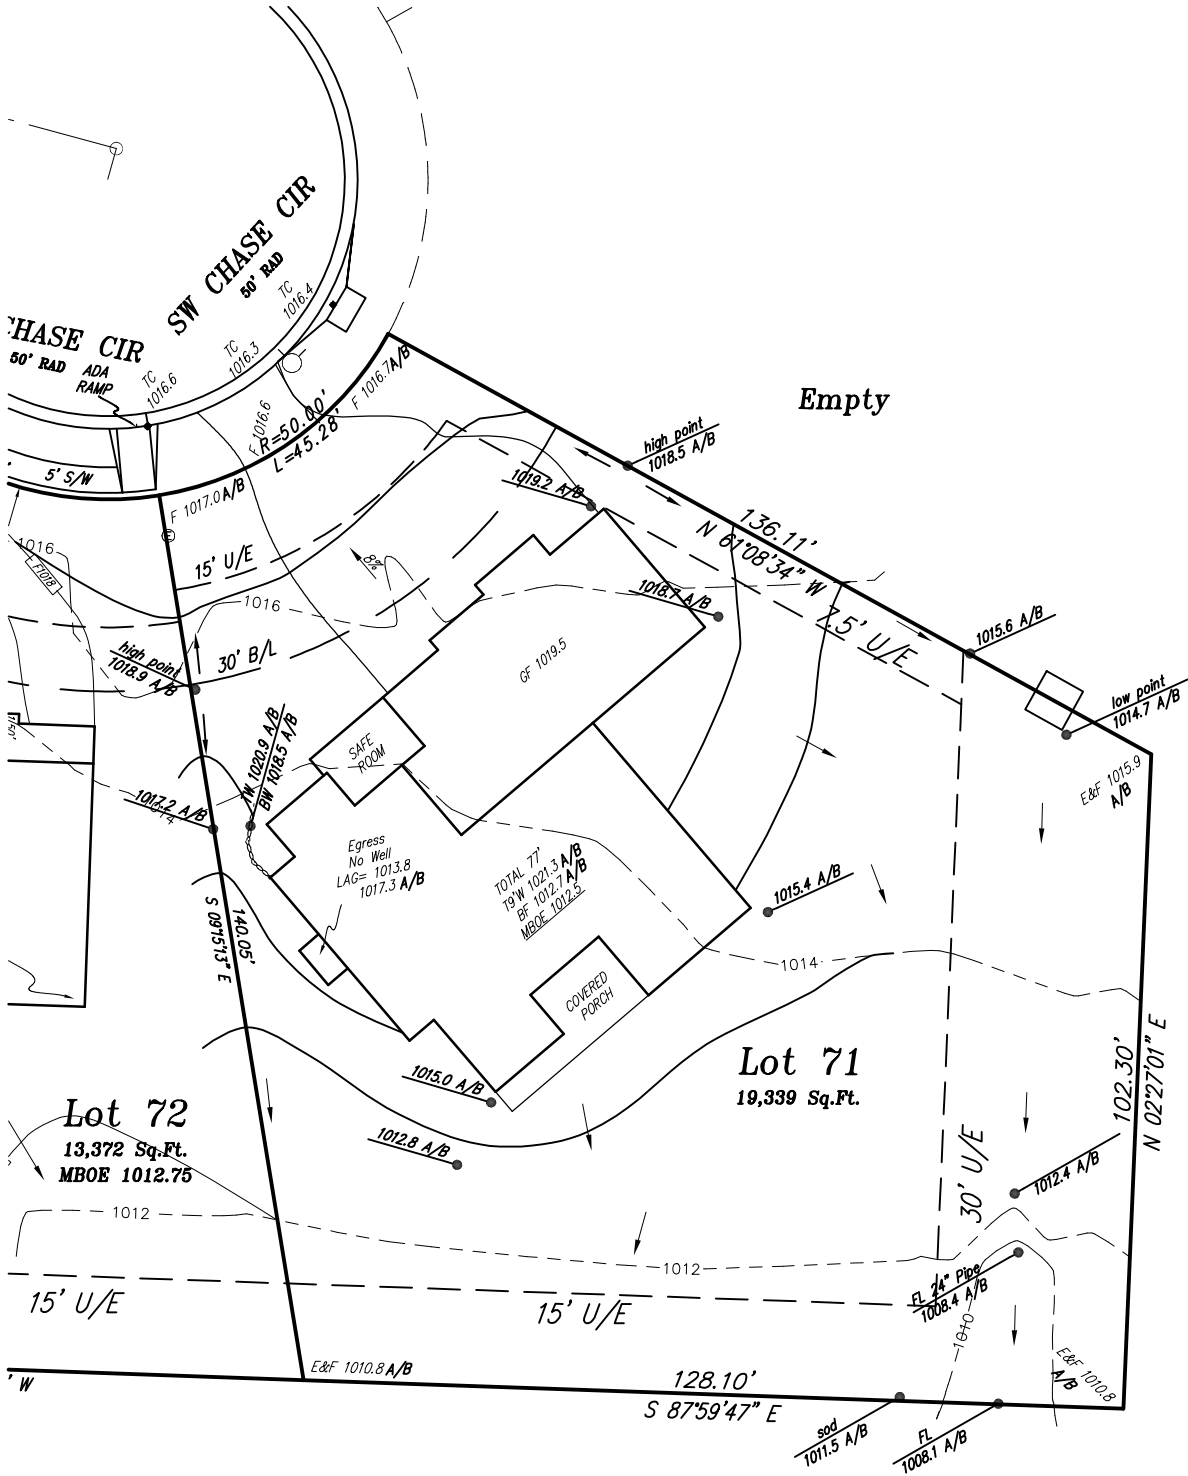 SW CHASE CIR
50' RAD
TC
1016.4
CHASE CIR
50' RAD
ADA
RAMP
TC
1016.6
TC
1016.3
F 1016.7 A/B
F 1016.6
R=50.00'
L=45.28'
5' S/W
F 1017.0 A/B
Empty
high point
1018.5 A/B
1019.2 A/B
136.11'
N 61°08'34" W
7.5' U/E
1016
F1018
15' U/E
8%
1016
1018.7 A/B
1015.6 A/B
high point
1018.9 A/B
30' B/L
GF 1019.5
low point
1014.7 A/B
SAFE
ROOM
TW 1020.9 A/B
BW 1018.5 A/B
E&F 1015.9
A/B
1017.2 A/B
1014
Egress
No Well
LAG= 1013.8
1017.3 A/B
TOTAL 77'
T9'W 1021.3 A/B
BF 1012.7 A/B
MBOE 1012.5
1015.4 A/B
140.05'
S 09°15'13" E
1014
COVERED
PORCH
Lot 71
19,339 Sq.Ft.
102.30'
N 02°27'01" E
1015.0 A/B
Lot 72
13,372 Sq.Ft.
MBOE 1012.75
1012.8 A/B
30' U/E
1012.4 A/B
1012
1012
FL 24" Pipe
1008.4 A/B
15' U/E
15' U/E
1010
E&F 1010.8 A/B
E&F 1010.8
A/B
' W
128.10'
S 87°59'47" E
sod
1011.5 A/B
FL
1008.1 A/B